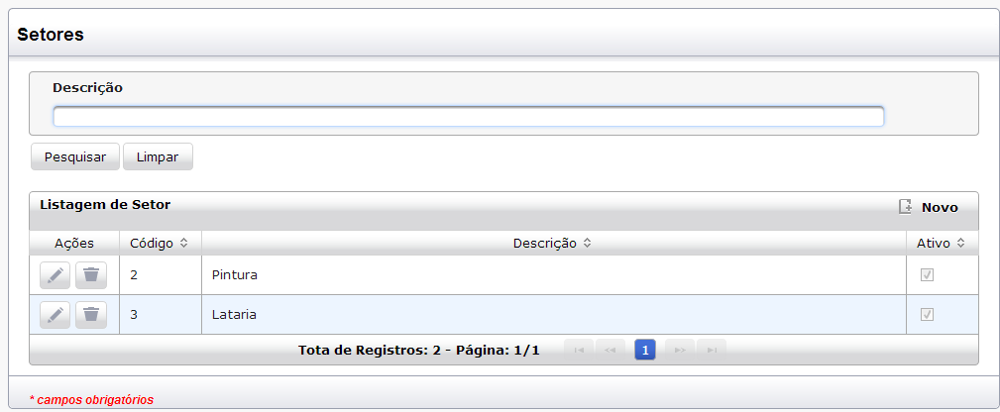 Setores
Descrição
Pesquisar Limpar
Listagem de Setor Novo
Ações Código Descrição Ativo
2 Pintura
3 Lataria
Tota de Registros: 2 - Página: 1/1 1
* campos obrigatórios